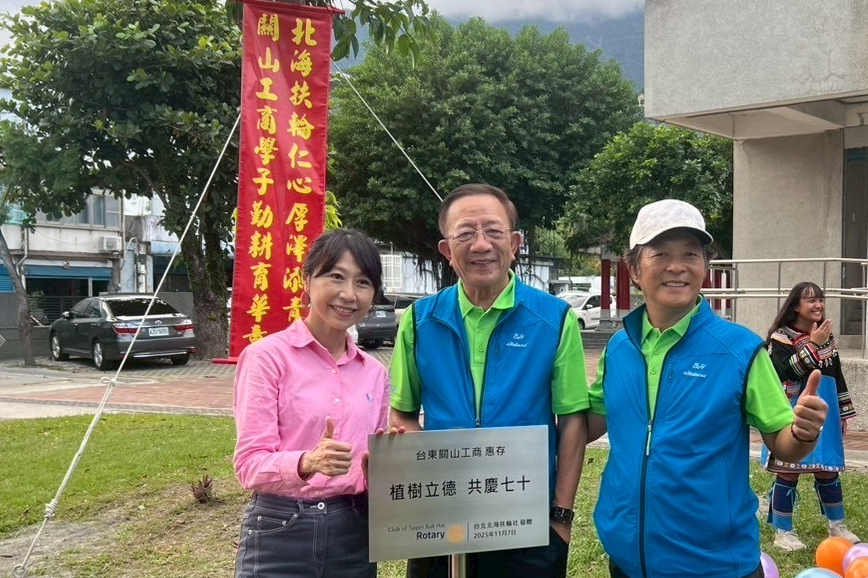 北海扶輪仁心厚澤滋青
關山工商學子勤耕育華
台東關山工商 惠存
植樹立德 共慶七十
Club of Taipei Bak Hai
Rotary
台北北海扶輪社 敬贈
2025年11月7日